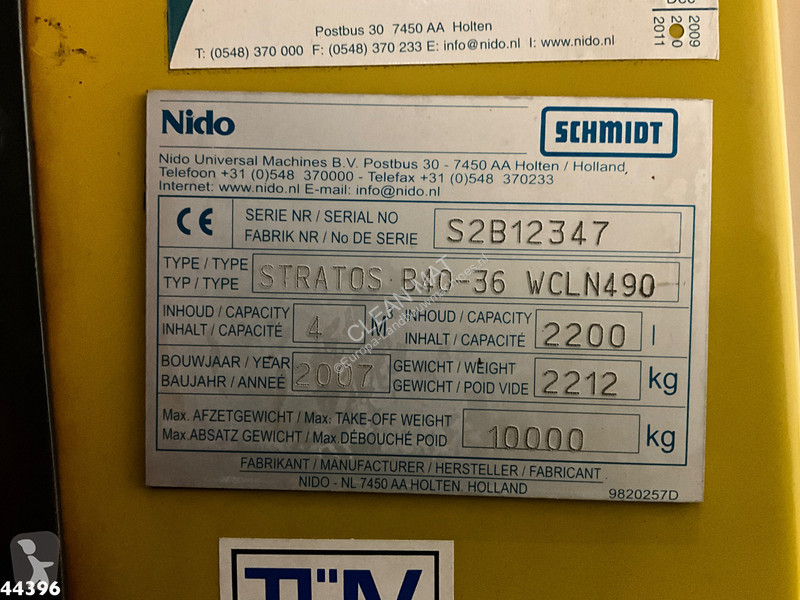 Postbus 30 7450 AA Holten
T: (0548) 370 000 F: (0548) 370 233 E: info@nido.nl I: www.nido.nl
2009
2010
2011
Nido
SCHMIDT
Nido Universal Machines B.V. Postbus 30 - 7450 AA Holten / Holland,
Telefoon +31 (0)548 370000 - Telefax +31 (0)548 370233
Internet: www.nido.nl E-mail: info@nido.nl
CE
SERIE NR / SERIAL NO
FABRIK NR / No DE SERIE
S2B12347
TYPE / TYPE
TYP / TYPE
STRATOS B40-36 WCLN490
INHOUD / CAPACITY
INHALT / CAPACITÉ
4 M³
INHOUD / CAPACITY
INHALT / CAPACITÉ
2200 l
BOUWJAAR / YEAR
BAUJAHR / ANNEÉ
2007
GEWICHT / WEIGHT
GEWICHT / POID VIDE
2212 kg
Max. AFZETGEWICHT / Max: TAKE-OFF WEIGHT
Max. ABSATZ GEWICHT / Max. DÉBOUCHÉ POID
10000 kg
FABRIKANT / MANUFACTURER / HERSTELLER / FABRICANT
NIDO - NL 7450 AA HOLTEN. HOLLAND
9820257D
TÜV
CLEAN MAT
44396